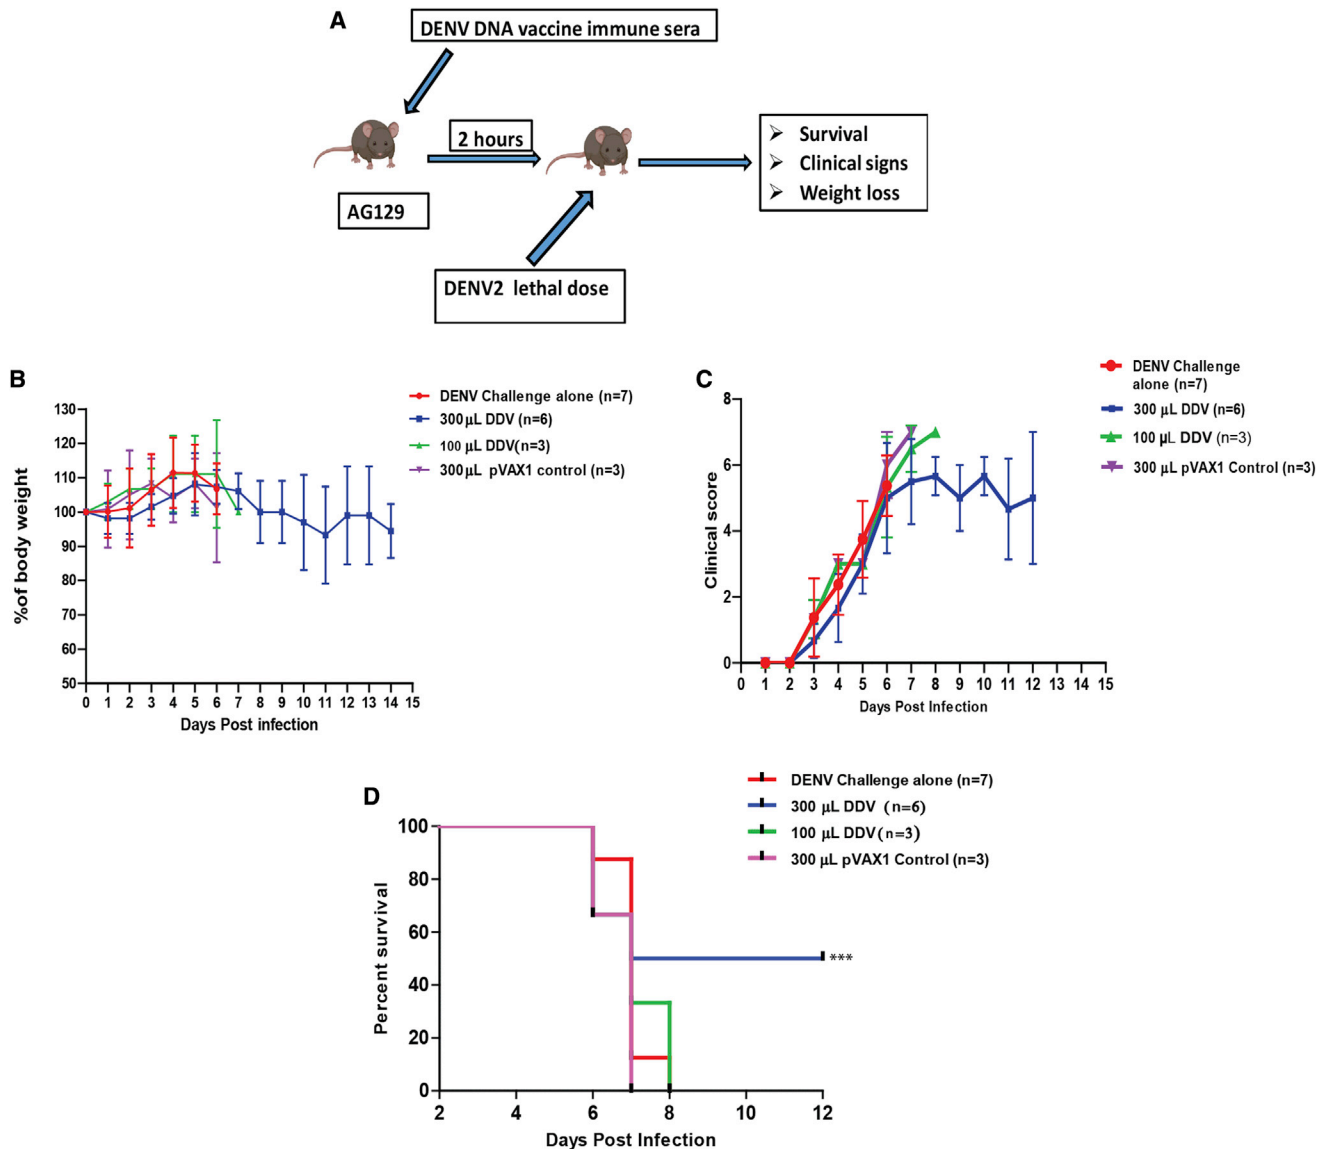 A
DENV DNA vaccine immune sera
2 hours
AG129
DENV2 lethal dose
➢ Survival
➢ Clinical signs
➢ Weight loss
B
DENV Challenge alone (n=7)
300 µL DDV (n=6)
100 µL DDV(n=3)
300 µL pVAX1 control (n=3)
%of body weight
130
120
110
100
90
80
70
60
50
0 1 2 3 4 5 6 7 8 9 10 11 12 13 14 15
Days Post infection
C
DENV Challenge
alone (n=7)
300 µL DDV (n=6)
100 µL DDV (n=3)
300 µL pVAX1 Control (n=3)
Clinical score
8
6
4
2
0
0 1 2 3 4 5 6 7 8 9 10 11 12 13 14 15
Days Post Infection
D
DENV Challenge alone (n=7)
300 µL DDV (n=6)
100 µL DDV(n=3)
300 µL pVAX1 Control (n=3)
Percent survival
100
80
60
40
20
0
***
2 4 6 8 10 12
Days Post Infection